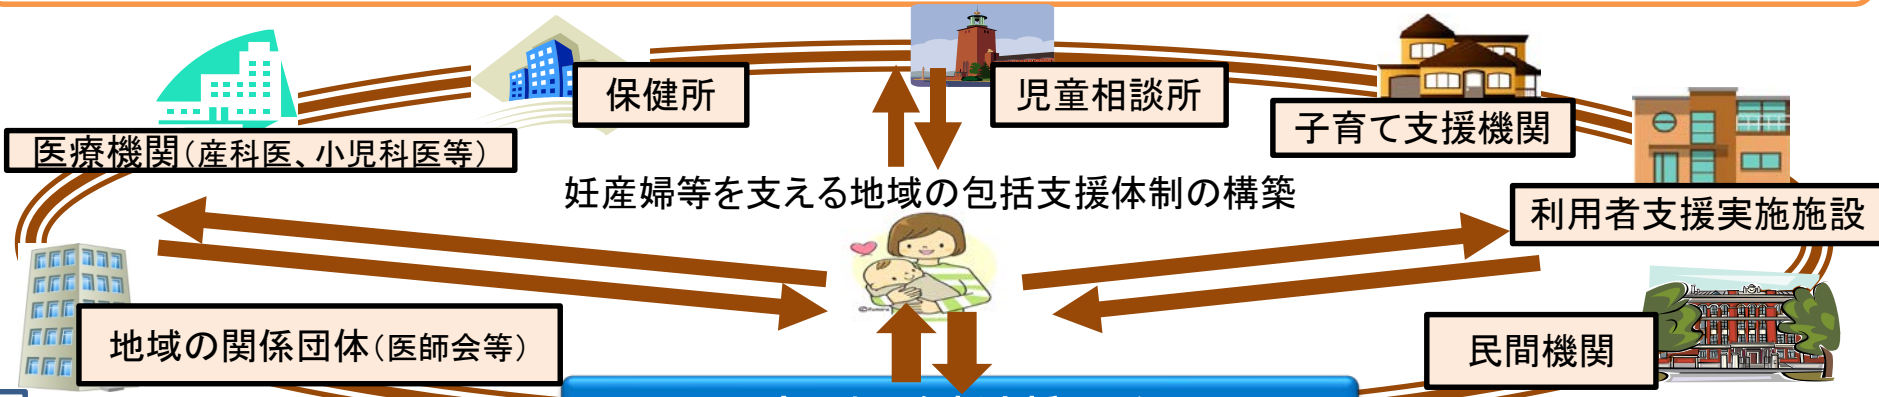 保健所
児童相談所
子育て支援機関
医療機関(産科医、小児科医等)
妊産婦等を支える地域の包括支援体制の構築
利用者支援実施施設
地域の関係団体(医師会等)
民間機関